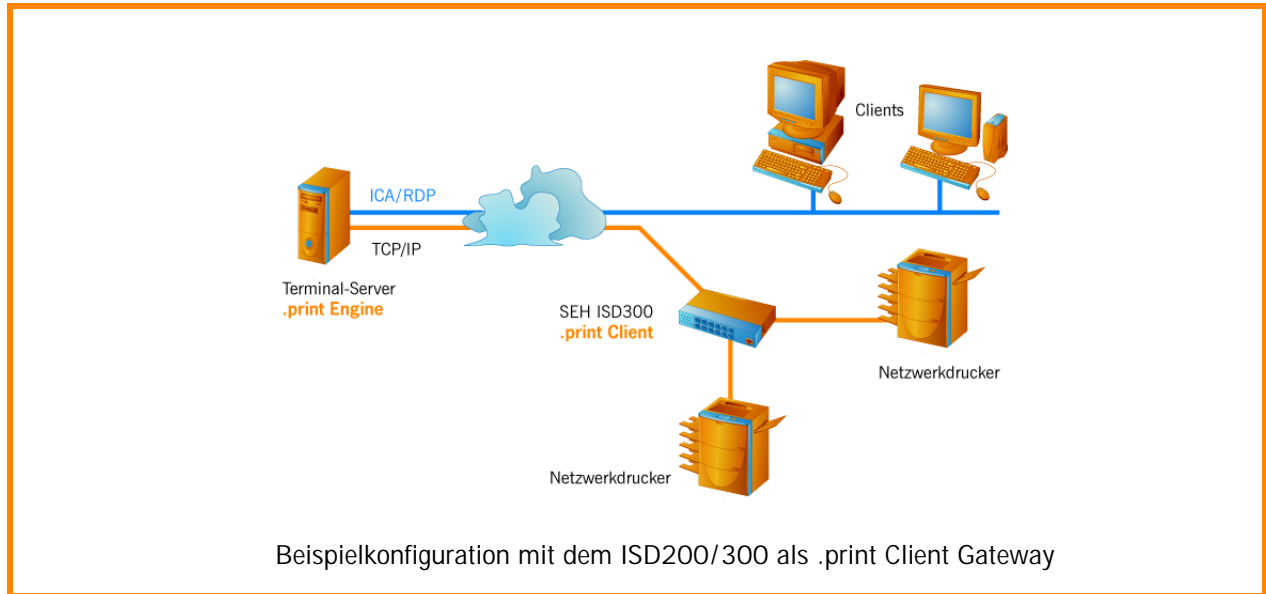 Clients
ICA/RDP
TCP/IP
Terminal-Server
.print Engine
SEH ISD300
.print Client
Netzwerkdrucker
Netzwerkdrucker
Beispielkonfiguration mit dem ISD200/300 als .print Client Gateway